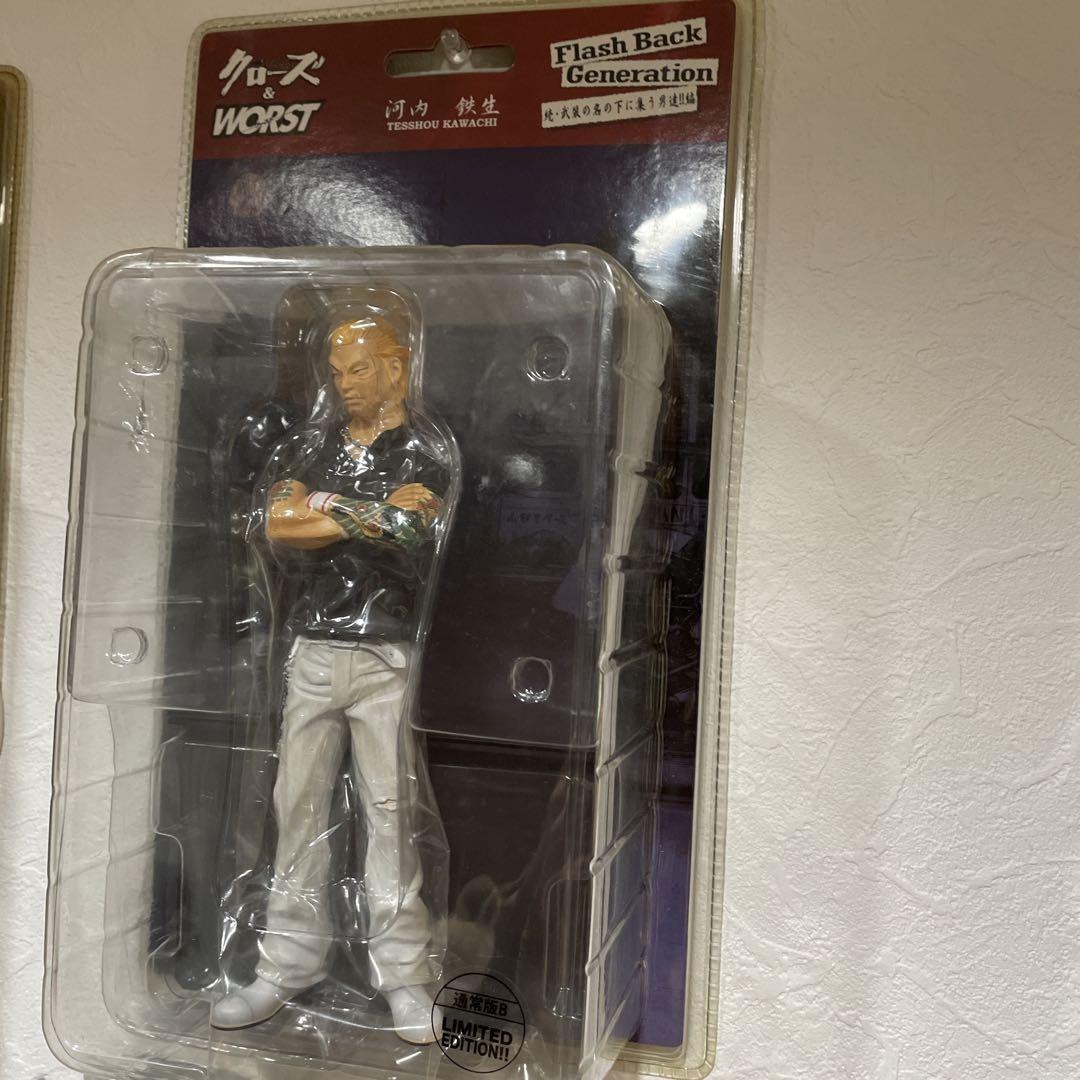 クローズ
&
WORST
河内 鉄生
TESSHOU KAWACHI
Flash Back
Generation
続・武装の名の下に集う男達!!編
通常版B
LIMITED
EDITION!!